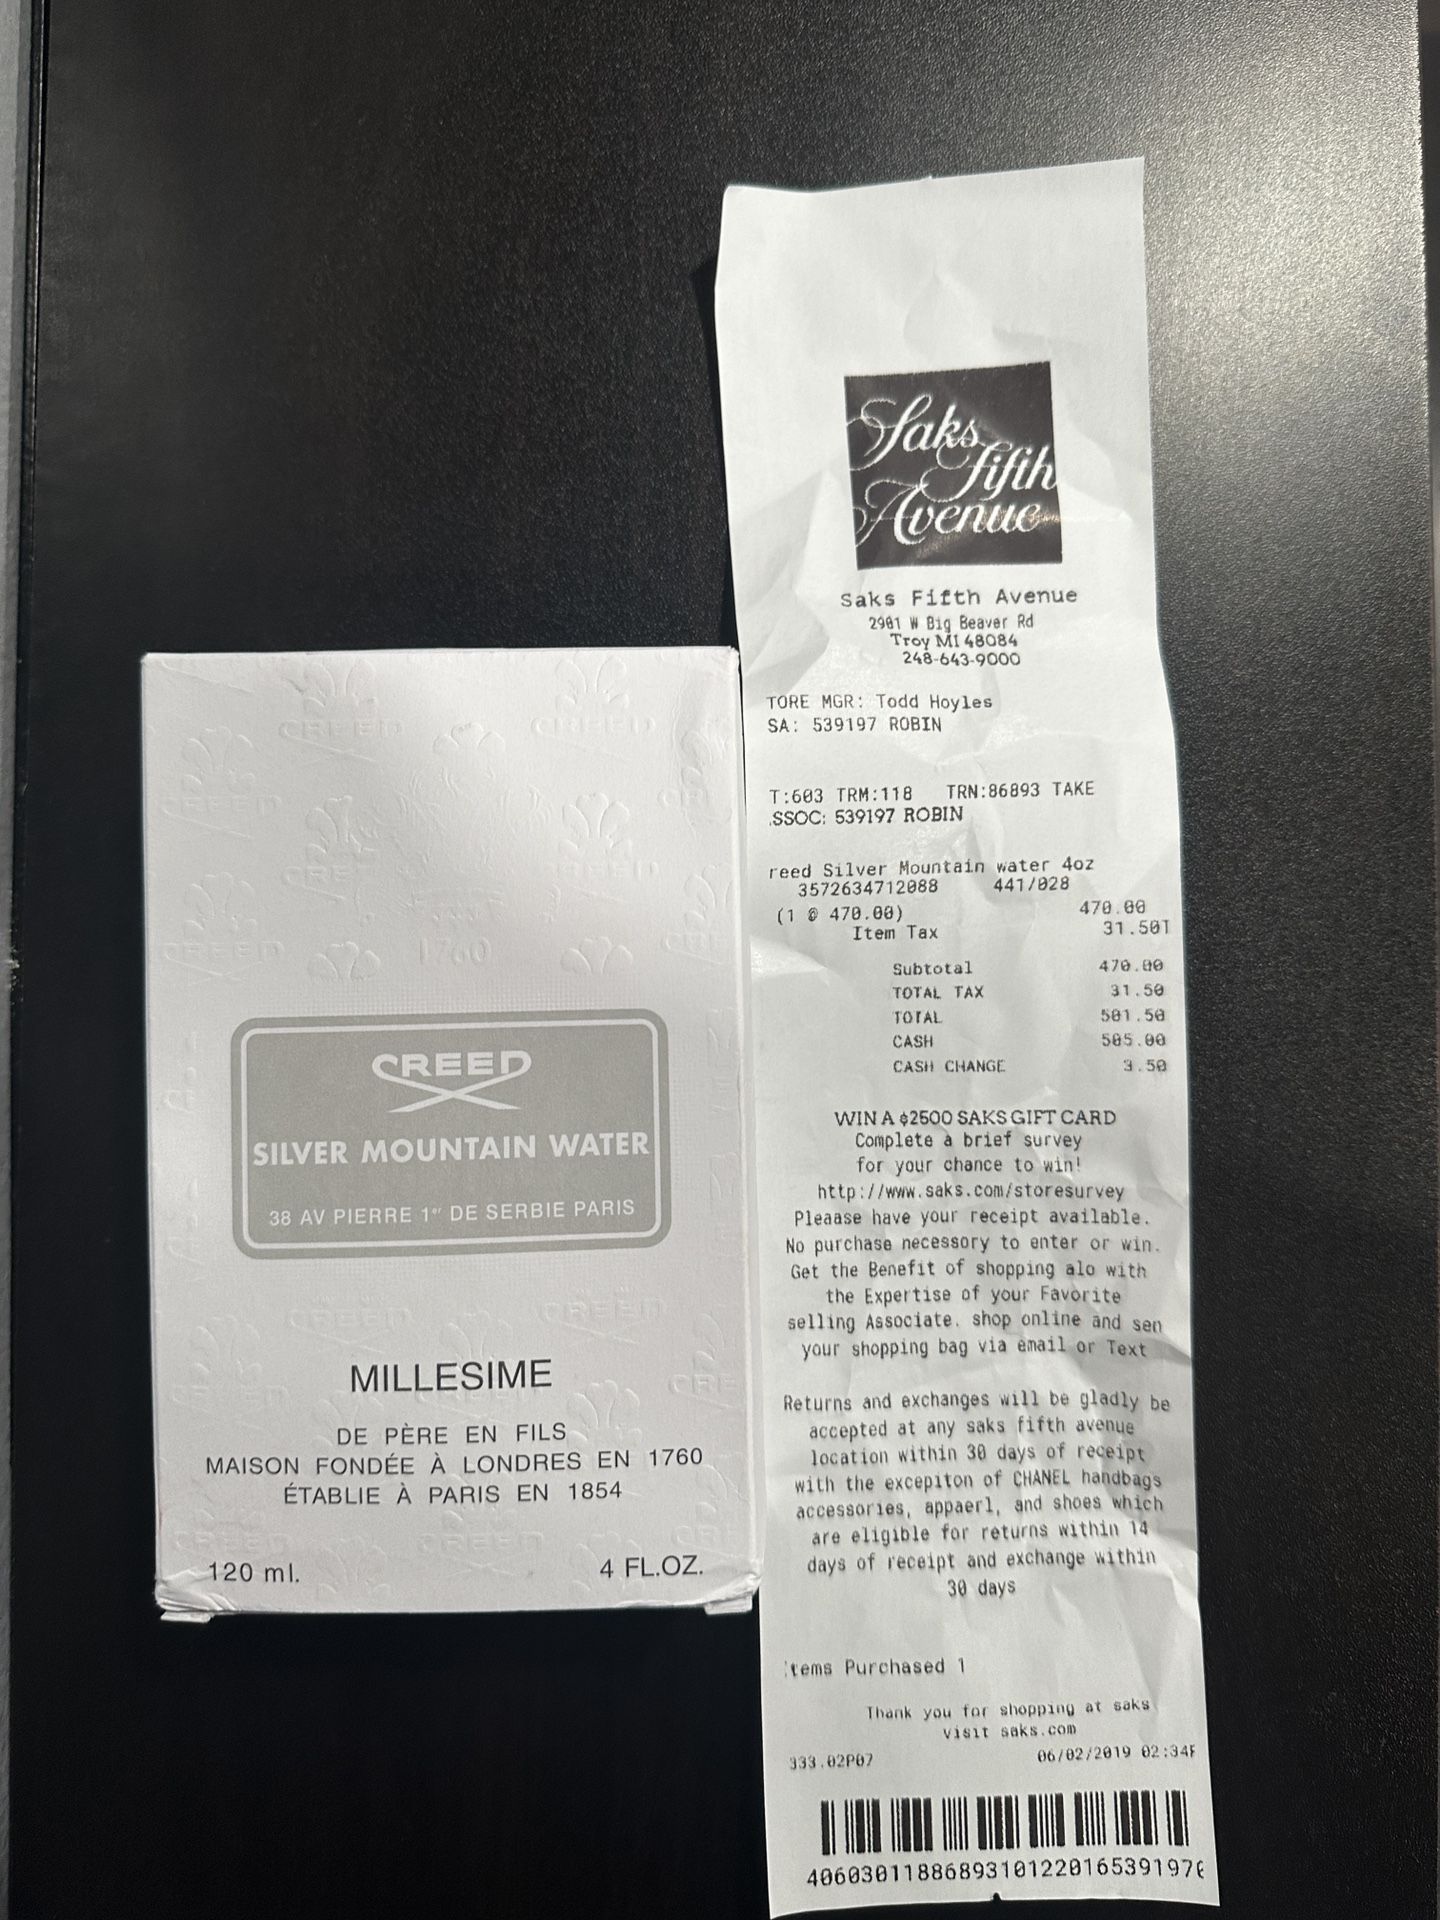 CREED
SILVER MOUNTAIN WATER
38 AV PIERRE 1er DE SERBIE PARIS
MILLESIME
DE PÈRE EN FILS
MAISON FONDÉE À LONDRES EN 1760
ÉTABLIE À PARIS EN 1854
120 ml. 4 FL.OZ.
Saks
Fifth
Avenue
Saks Fifth Avenue
2901 W Big Beaver Rd
Troy MI 48084
248-643-9000
TORE MGR: Todd Hoyles
SA: 539197 ROBIN
T:603 TRM:118 TRN:86893 TAKE
SSOC: 539197 ROBIN
reed Silver Mountain water 4oz
3572634712088 441/028
(1 @ 470.00) 470.00
Item Tax 31.50T
Subtotal 470.00
TOTAL TAX 31.50
TOTAL 501.50
CASH 505.00
CASH CHANGE 3.50
WIN A $2500 SAKS GIFT CARD
Complete a brief survey
for your chance to win!
http://www.saks.com/storesurvey
Pleaase have your receipt available.
No purchase necessory to enter or win.
Get the Benefit of shopping alo with
the Expertise of your Favorite
selling Associate. shop online and sen
your shopping bag via email or Text
Returns and exchanges will be gladly be
accepted at any saks fifth avenue
location within 30 days of receipt
with the excepiton of CHANEL handbags
accessories, appaerl, and shoes which
are eligible for returns within 14
days of receipt and exchange within
30 days
tems Purchased 1
Thank you for shopping at saks
visit saks.com
333.02P07 06/02/2019 02:34P